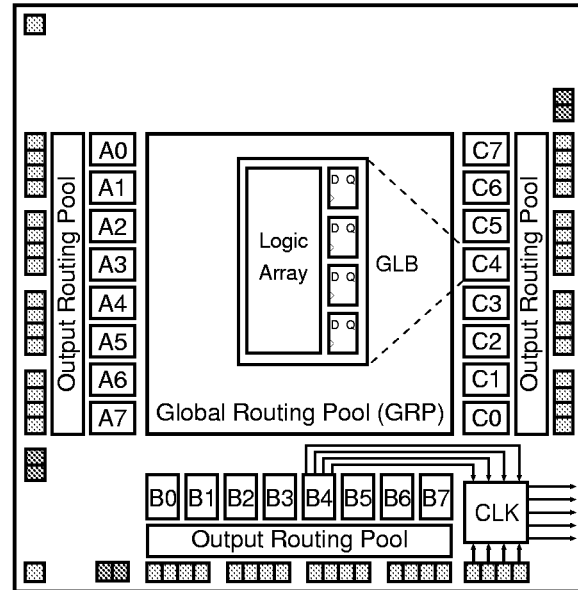 Output Routing Pool
A0
A1
A2
A3
A4
A5
A6
A7
Logic
Array
D Q
D Q
D Q
D Q
GLB
Global Routing Pool (GRP)
C7
C6
C5
C4
C3
C2
C1
C0
Output Routing Pool
B0 B1 B2 B3 B4 B5 B6 B7
Output Routing Pool
CLK